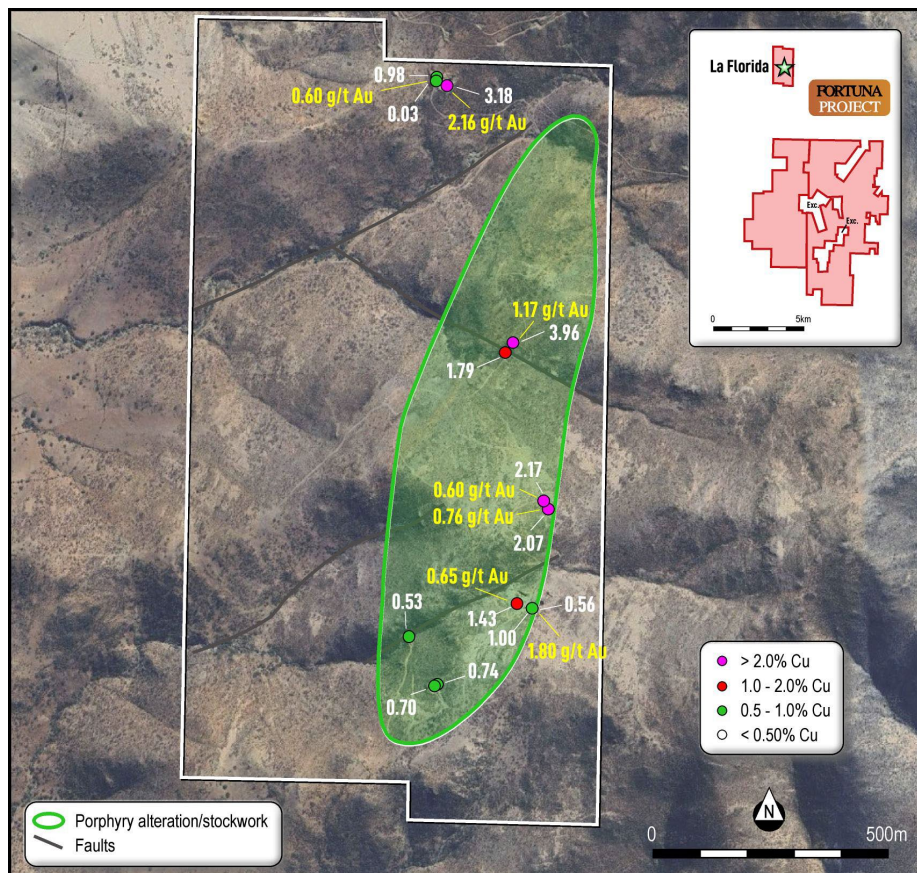 0.98
0.60 g/t Au
0.03
3.18
2.16 g/t Au
La Florida
FORTUNA
PROJECT
Exc.
Exc.
0
5km
1.17 g/t Au
3.96
1.79
2.17
0.60 g/t Au
0.76 g/t Au
2.07
0.65 g/t Au
0.53
1.43
0.56
1.00
1.80 g/t Au
0.74
0.70
> 2.0% Cu
1.0 - 2.0% Cu
0.5 - 1.0% Cu
< 0.50% Cu
Porphyry alteration/stockwork
Faults
N
0
500m